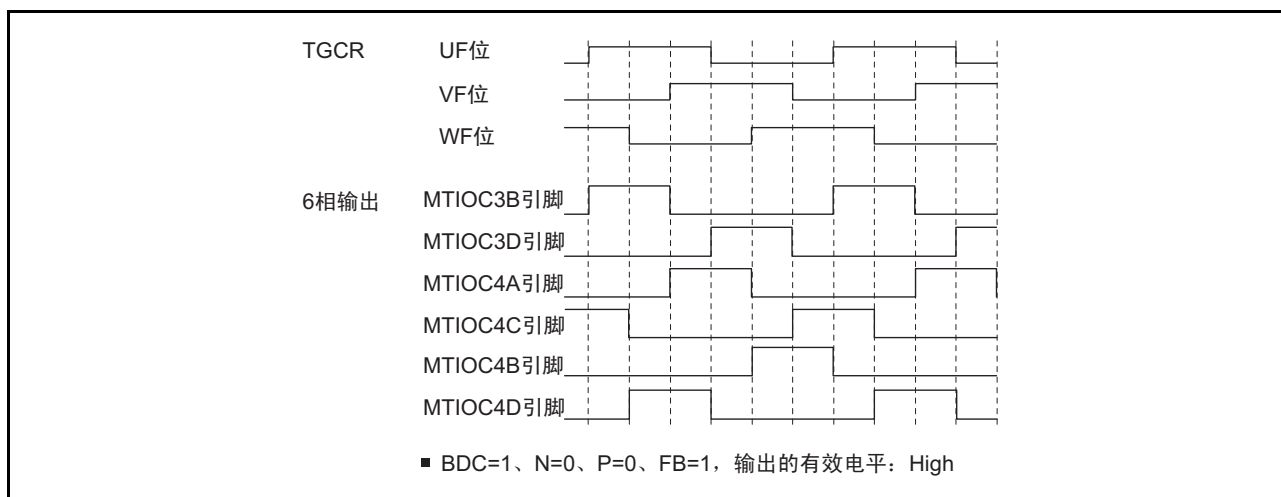 TGCR UF位
VF位
WF位
6相输出 MTIOC3B引脚
MTIOC3D引脚
MTIOC4A引脚
MTIOC4C引脚
MTIOC4B引脚
MTIOC4D引脚
■ BDC=1、N=0、P=0、FB=1，输出的有效电平：High